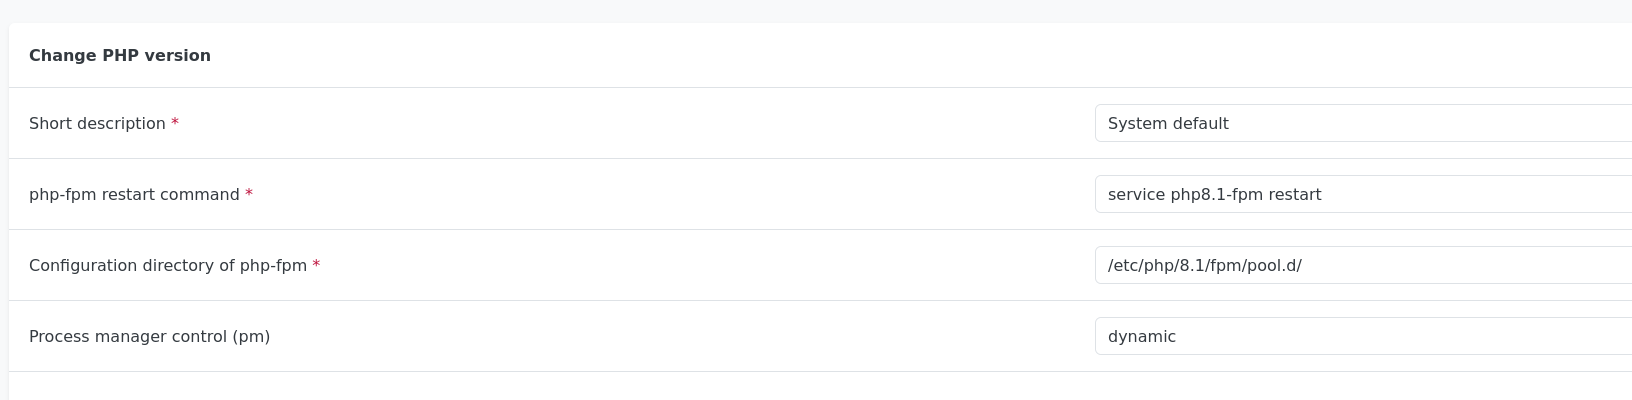 Change PHP version
Short description *
System default
php-fpm restart command *
service php8.1-fpm restart
Configuration directory of php-fpm *
/etc/php/8.1/fpm/pool.d/
Process manager control (pm)
dynamic